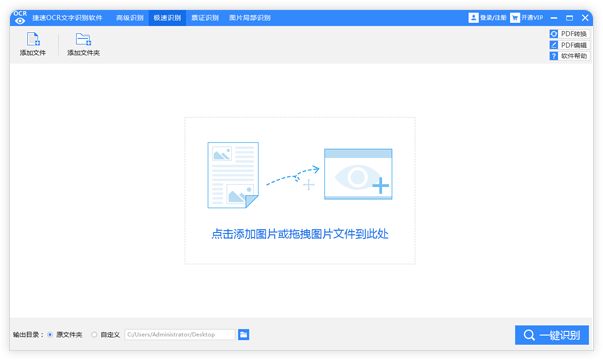 OCR
捷速OCR文字识别软件 高级识别 极速识别 票证识别 图片局部识别 登录/注册 开通VIP
添加文件 添加文件夹
PDF转换
PDF编辑
软件帮助
点击添加图片或拖拽图片文件到此处
输出目录： 原文件夹 自定义 C:/Users/Administrator/Desktop 一键识别